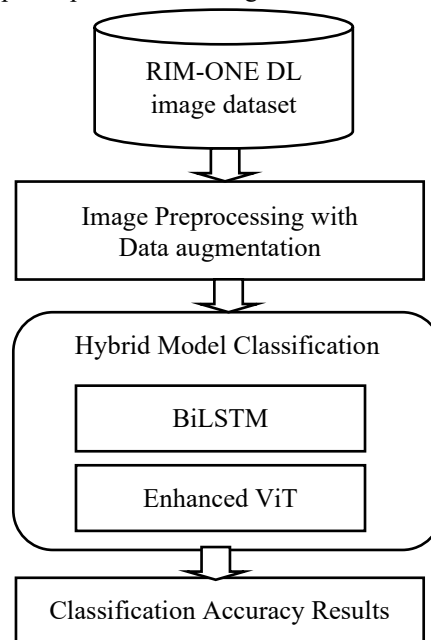 RIM-ONE DL
image dataset
Image Preprocessing with
Data augmentation
Hybrid Model Classification
BiLSTM
Enhanced ViT
Classification Accuracy Results